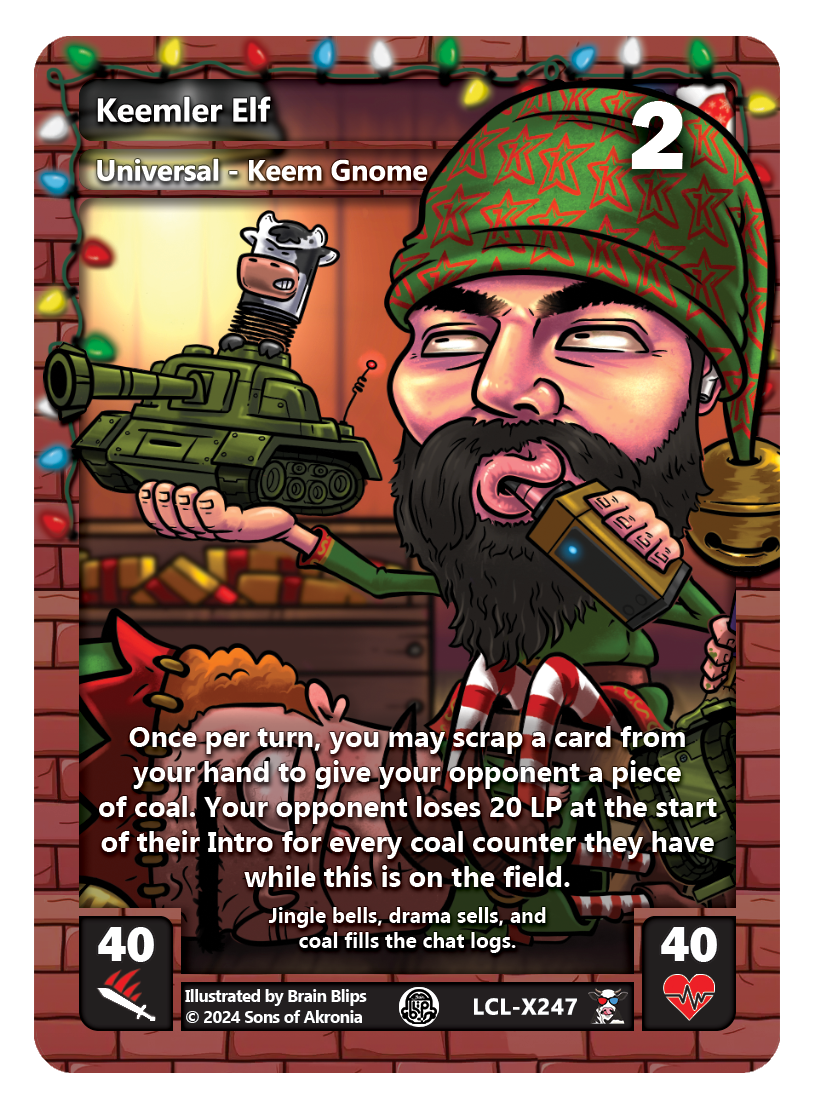 Keemler Elf
2
Universal - Keem Gnome
Once per turn, you may scrap a card from
your hand to give your opponent a piece
of coal. Your opponent loses 20 LP at the start
of their Intro for every coal counter they have
while this is on the field.
Jingle bells, drama sells, and
coal fills the chat logs.
40
40
Illustrated by Brain Blips
© 2024 Sons of Akronia
LCL-X247